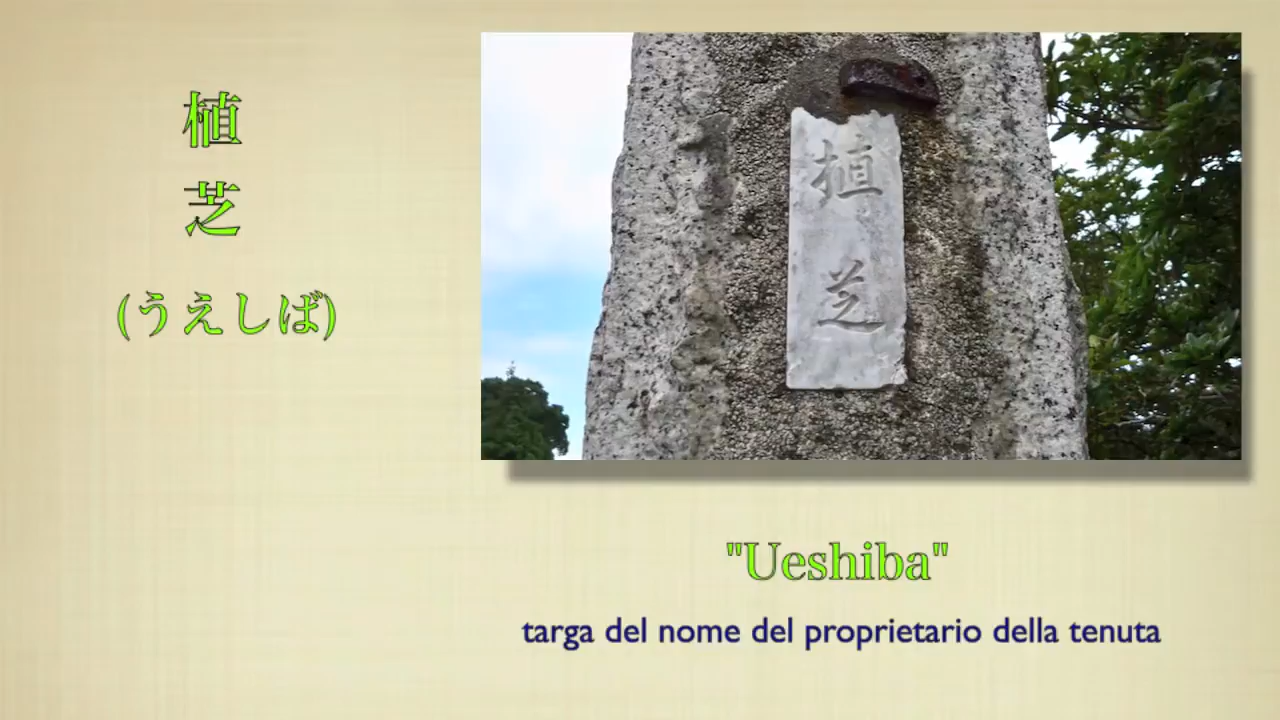 植芝
(うえしば)
植芝
"Ueshiba"
targa del nome del proprietario della tenuta